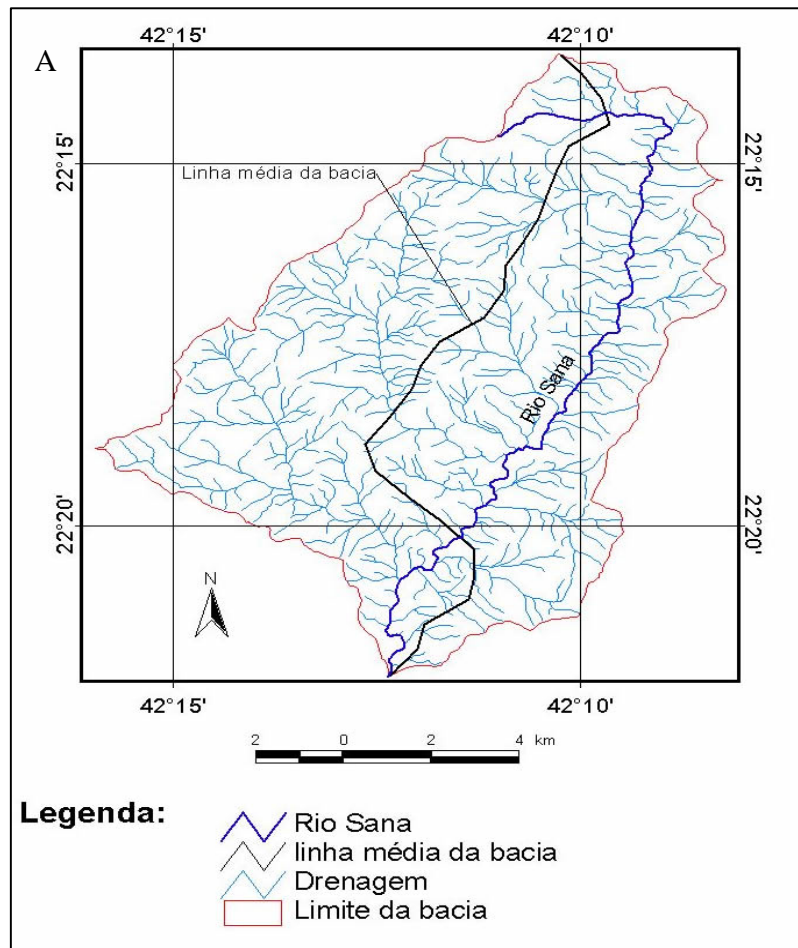 A
42°15'
42°10'
22°15'
22°15'
Linha média da bacia
Rio Sana
22°20'
22°20'
N
42°15'
42°10'
2 0 2 4 km
Legenda:
Rio Sana
linha média da bacia
Drenagem
Limite da bacia